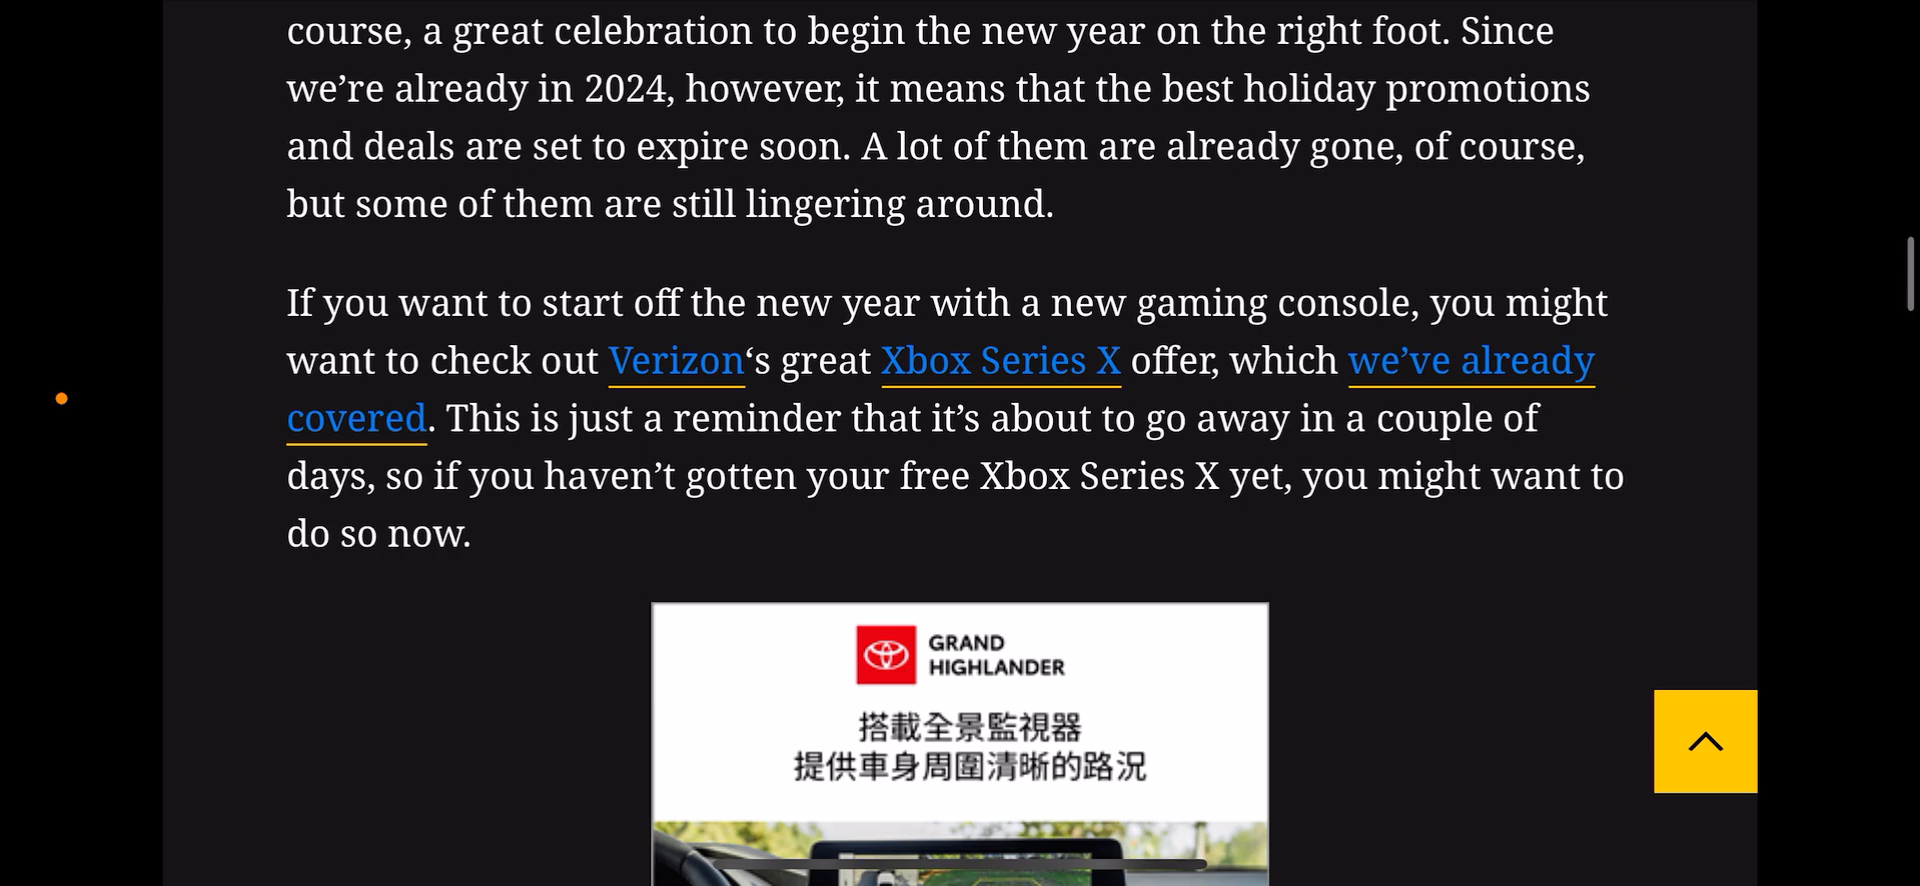 course, a great celebration to begin the new year on the right foot. Since
we’re already in 2024, however, it means that the best holiday promotions
and deals are set to expire soon. A lot of them are already gone, of course,
but some of them are still lingering around.
If you want to start off the new year with a new gaming console, you might
want to check out Verizon‘s great Xbox Series X offer, which we’ve already
covered. This is just a reminder that it’s about to go away in a couple of
days, so if you haven’t gotten your free Xbox Series X yet, you might want to
do so now.
GRAND
HIGHLANDER
搭載全景監視器
提供車身周圍清晰的路況